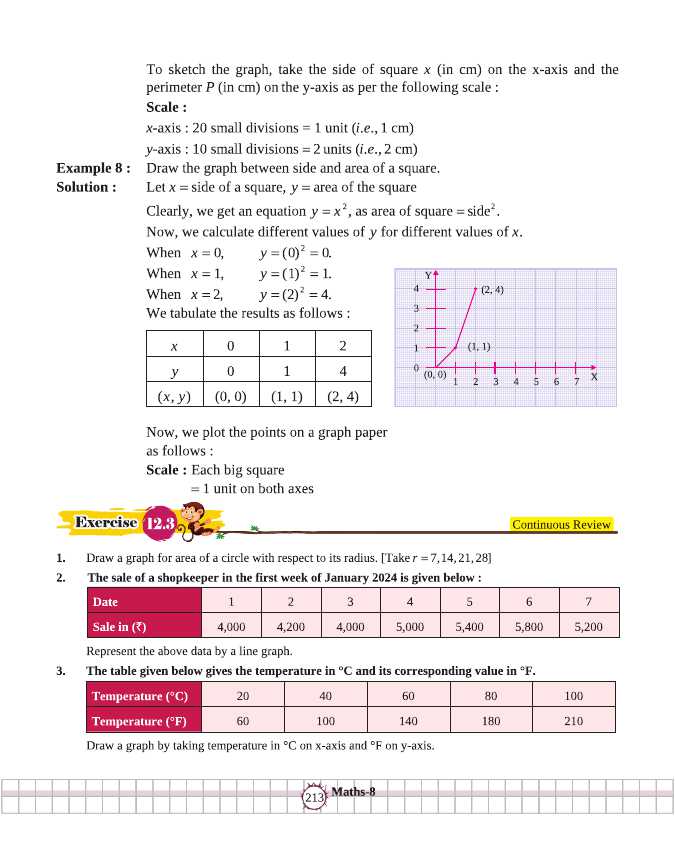 To sketch the graph, take the side of square x (in cm) on the x-axis and the
perimeter P (in cm) on the y-axis as per the following scale :
Scale :
x-axis : 20 small divisions = 1 unit (i.e., 1 cm)
y-axis : 10 small divisions = 2 units (i.e., 2 cm)
Example 8 : Draw the graph between side and area of a square.
Solution : Let x = side of a square, y = area of the square
Clearly, we get an equation y = x², as area of square = side².
Now, we calculate different values of y for different values of x.
When x = 0, y = (0)² = 0.
When x = 1, y = (1)² = 1.
When x = 2, y = (2)² = 4.
We tabulate the results as follows :
x 0 1 2
y 0 1 4
(x, y) (0, 0) (1, 1) (2, 4)
Y
4 (2, 4)
3
2
1 (1, 1)
0 (0, 0) X
1 2 3 4 5 6 7
Now, we plot the points on a graph paper
as follows :
Scale : Each big square
= 1 unit on both axes
Exercise 12.3 Continuous Review
1. Draw a graph for area of a circle with respect to its radius. [Take r = 7, 14, 21, 28]
2. The sale of a shopkeeper in the first week of January 2024 is given below :
Date 1 2 3 4 5 6 7
Sale in (₹) 4,000 4,200 4,000 5,000 5,400 5,800 5,200
Represent the above data by a line graph.
3. The table given below gives the temperature in °C and its corresponding value in °F.
Temperature (°C) 20 40 60 80 100
Temperature (°F) 60 100 140 180 210
Draw a graph by taking temperature in °C on x-axis and °F on y-axis.
213 Maths-8